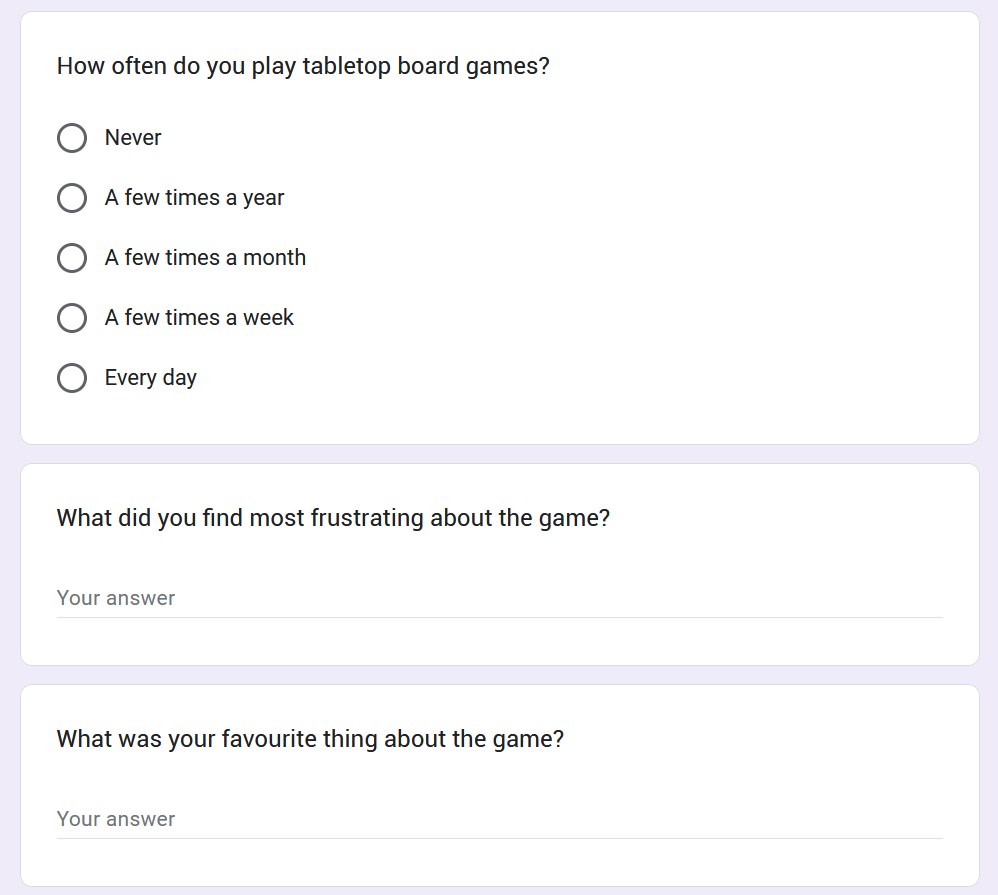 How often do you play tabletop board games?
Never
A few times a year
A few times a month
A few times a week
Every day
What did you find most frustrating about the game?
Your answer
What was your favourite thing about the game?
Your answer